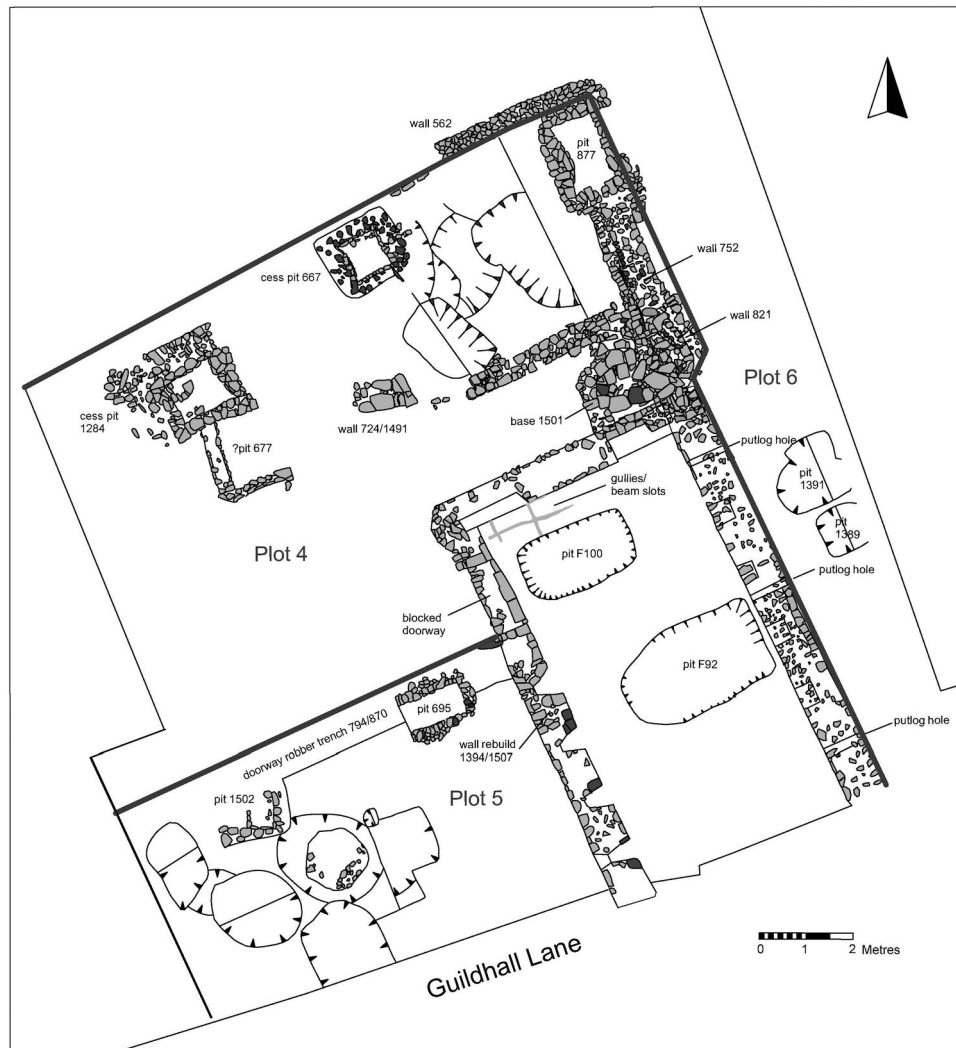 wall 562
pit
877
wall 752
cess pit 667
wall 821
Plot 6
cess pit
1284
wall 724/1491
base 1501
?pit 677
putlog hole
gullies/
beam slots
pit
1391
pit
1389
Plot 4
pit F100
putlog hole
blocked
doorway
pit F92
pit 695
doorway robber trench 794/870
wall rebuild
1394/1507
putlog hole
pit 1502
Plot 5
Guildhall Lane
0 1 2 Metres